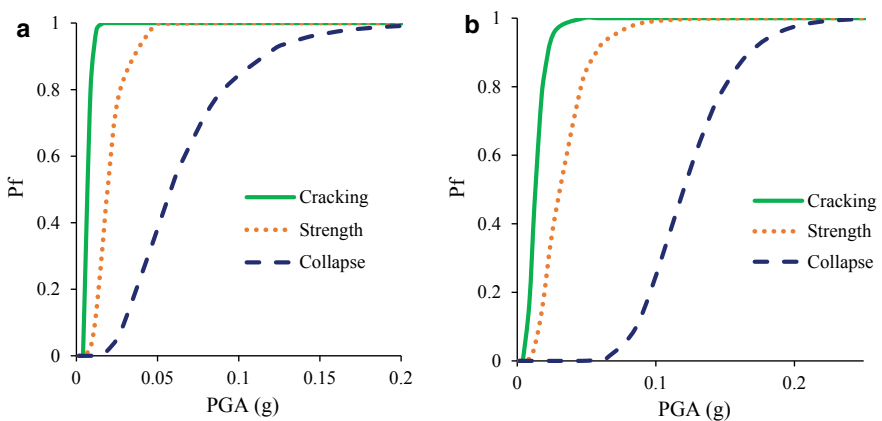 a
1
0.8
0.6
0.4
0.2
0
Pf
0 0.05 0.1 0.15 0.2
PGA (g)
Cracking
Strength
Collapse
b
1
0.8
0.6
0.4
0.2
0
Pf
0 0.1 0.2
PGA (g)
Cracking
Strength
Collapse